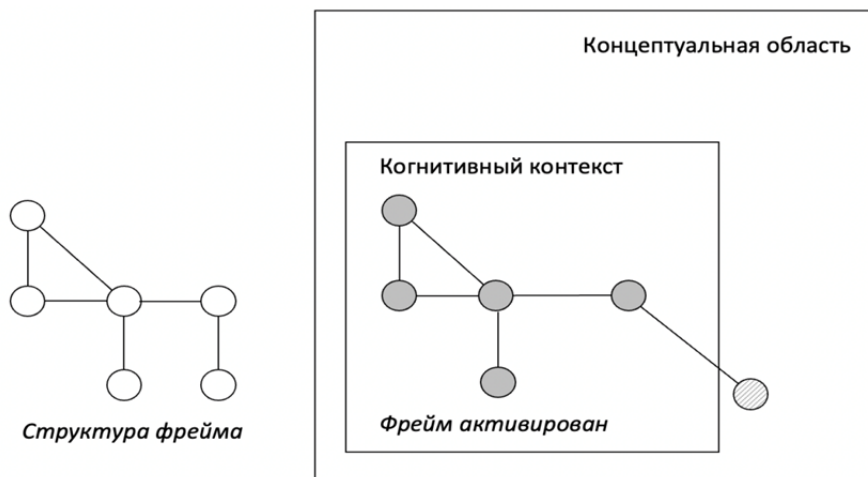 Концептуальная область
Когнитивный контекст
Структура фрейма
Фрейм активирован